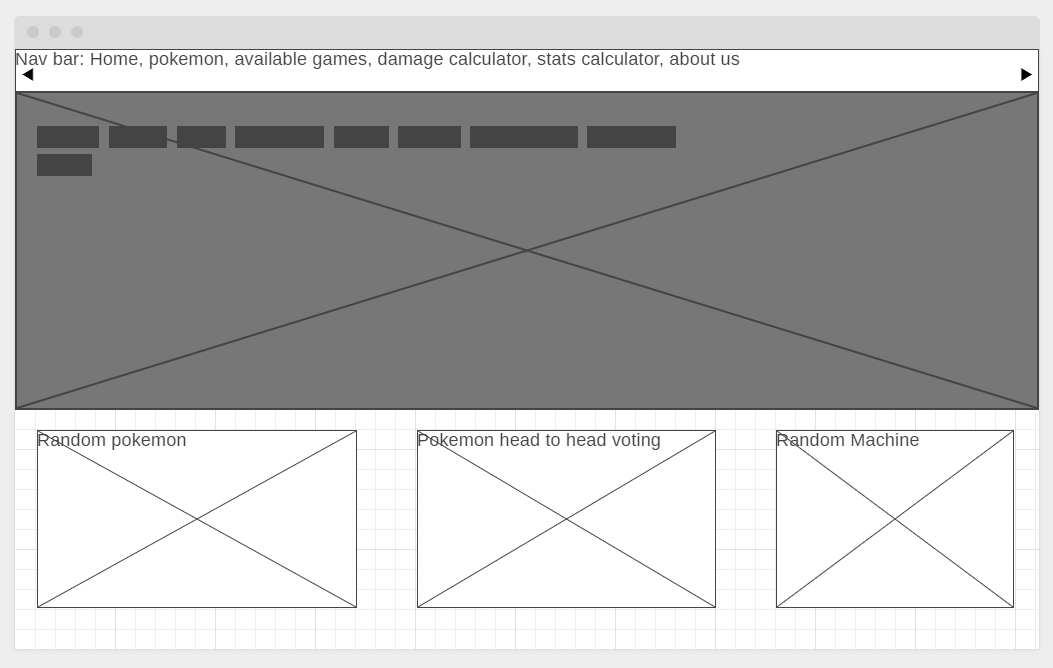 Nav bar: Home, pokemon, available games, damage calculator, stats calculator, about us
Random pokemon
Pokemon head to head voting
Random Machine